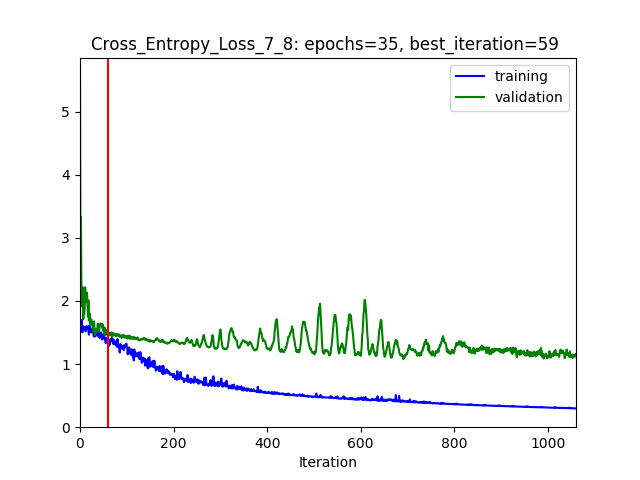 Cross_Entropy_Loss_7_8: epochs=35, best_iteration=59
training
validation
5
4
3
2
1
0
0 200 400 600 800 1000
Iteration